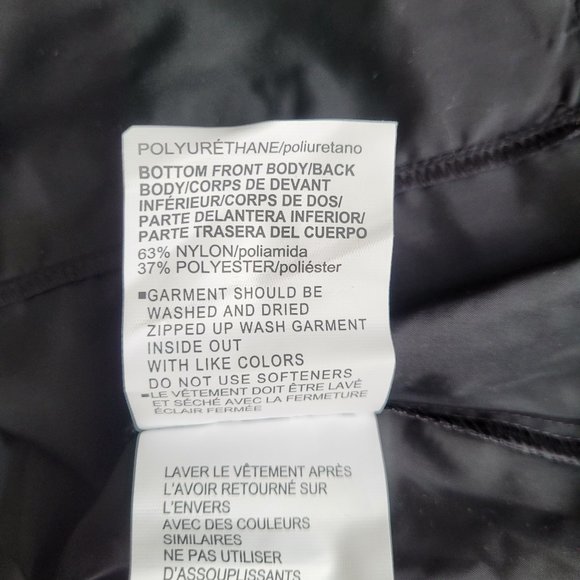 POLYURÉTHANE/poliuretano
BOTTOM FRONT BODY/BACK
BODY/CORPS DE DEVANT
INFÉRIEUR/CORPS DE DOS/
PARTE DELANTERA INFERIOR/
PARTE TRASERA DEL CUERPO
63% NYLON/poliamida
37% POLYESTER/poliéster
■GARMENT SHOULD BE
WASHED AND DRIED
ZIPPED UP WASH GARMENT
INSIDE OUT
WITH LIKE COLORS
DO NOT USE SOFTENERS
■LE VÊTEMENT DOIT ÊTRE LAVÉ
ET SÉCHÉ AVEC LA FERMETURE
ÉCLAIR FERMÉE
LAVER LE VÊTEMENT APRÈS
L'AVOIR RETOURNÉ SUR
L'ENVERS
AVEC DES COULEURS
SIMILAIRES
NE PAS UTILISER
D'ASSOUPLISSANTS